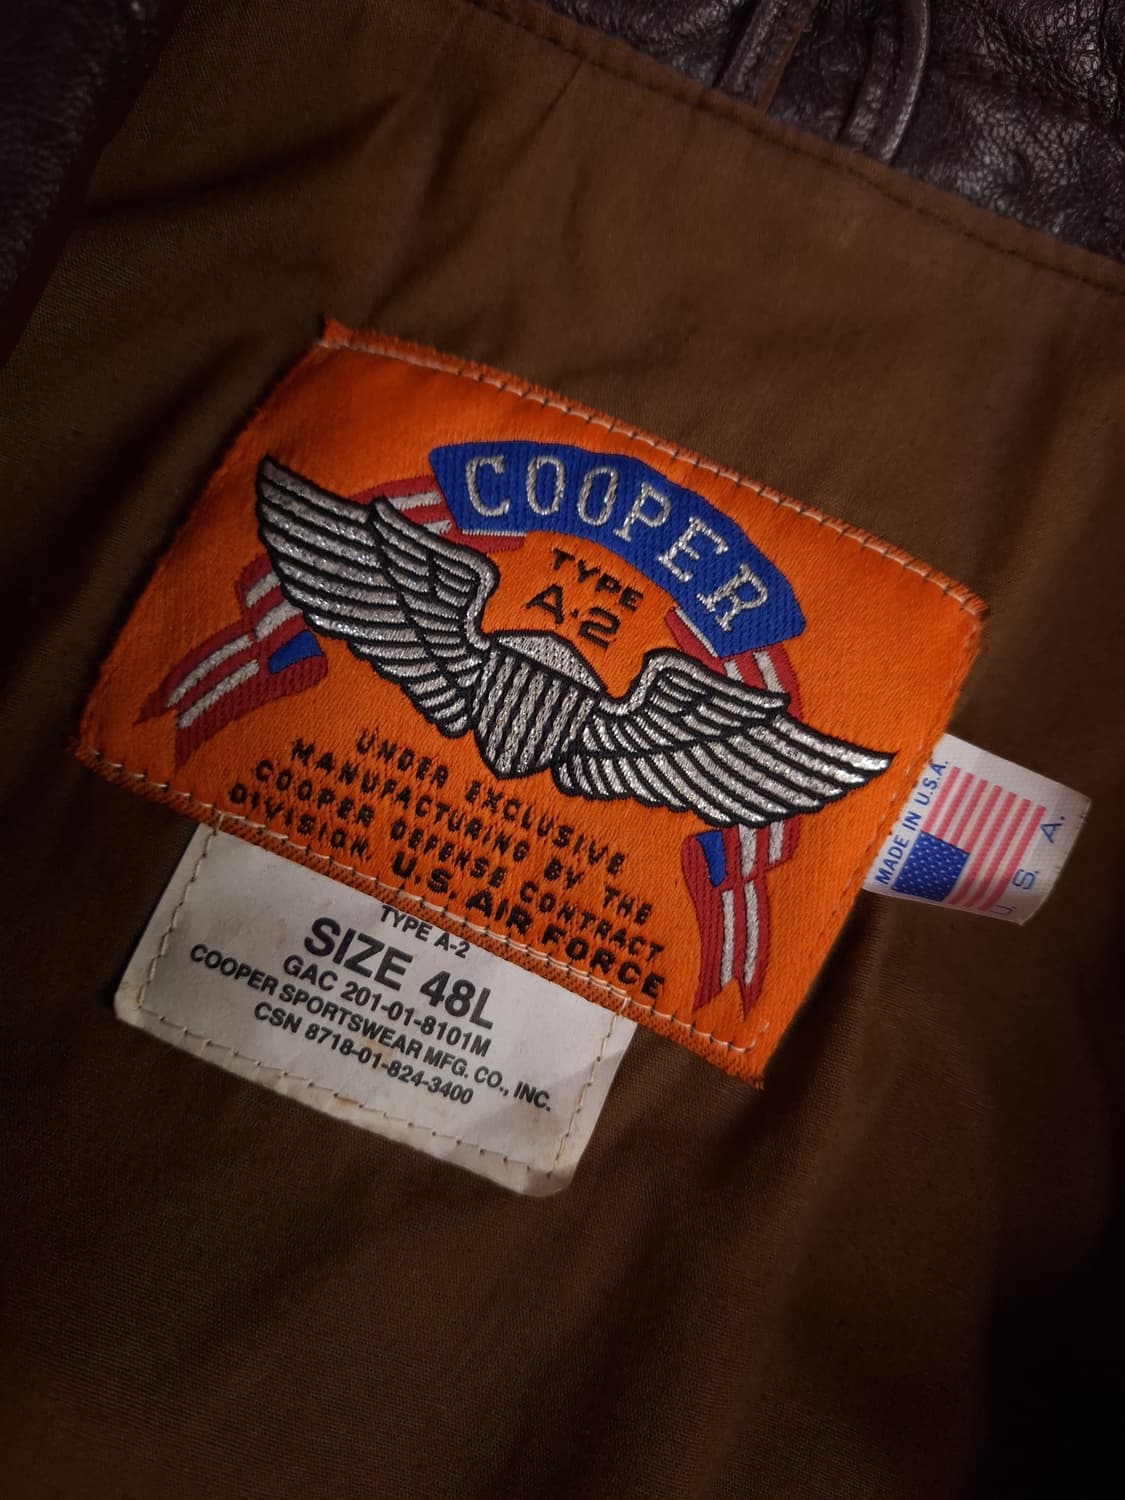 COOPER
TYPE
A-2
UNDER EXCLUSIVE
MANUFACTURING BY THE
COOPER DEFENSE CONTRACT
DIVISION. U.S. AIR FORCE
MADE IN U.S.A.
U. S. A.
TYPE A-2
SIZE 48L
GAC 201-01-8101M
COOPER SPORTSWEAR MFG. CO., INC.
CSN 8718-01-824-3400